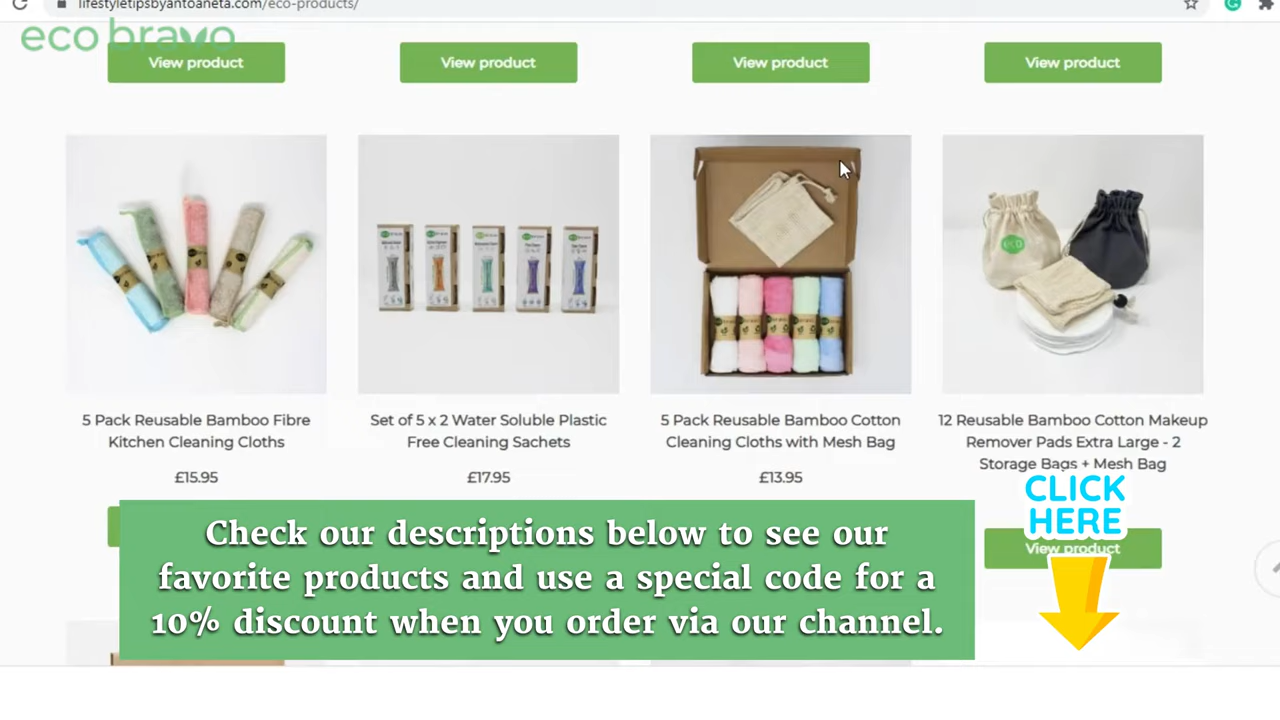 lifestyletipsbyantoaneta.com/eco-products/
eco bravo
View product
View product
View product
View product
eco
5 Pack Reusable Bamboo Fibre
Kitchen Cleaning Cloths
£15.95
Set of 5 x 2 Water Soluble Plastic
Free Cleaning Sachets
£17.95
5 Pack Reusable Bamboo Cotton
Cleaning Cloths with Mesh Bag
£13.95
12 Reusable Bamboo Cotton Makeup
Remover Pads Extra Large - 2
Storage Bags + Mesh Bag
CLICK
HERE
View product
Check our descriptions below to see our
favorite products and use a special code for a
10% discount when you order via our channel.